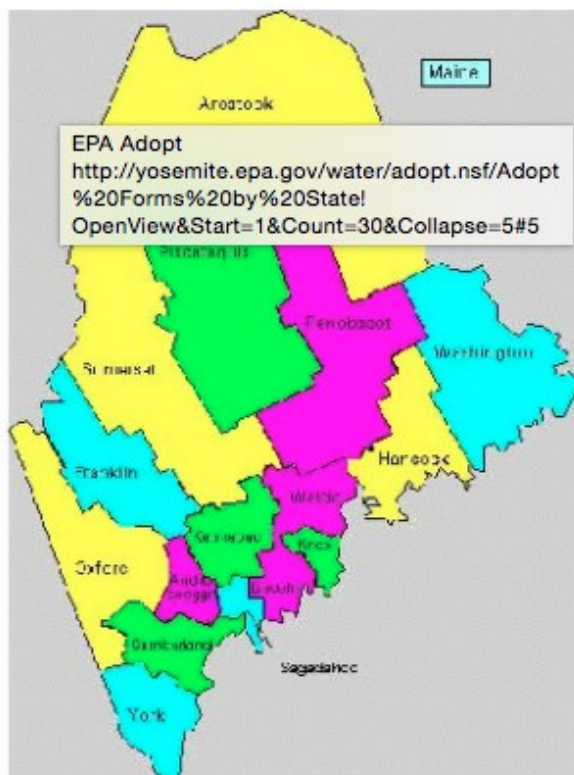 Maine
Aroostook
EPA Adopt
http://yosemite.epa.gov/water/adopt.nsf/Adopt
%20Forms%20by%20State!
OpenView&Start=1&Count=30&Collapse=5#5
Piscataquis
Penobscot
Washington
Somerset
Hancock
Franklin
Waldo
Kennebec
Knox
Oxford
Lincoln
Cumberland
Sagadahoc
York